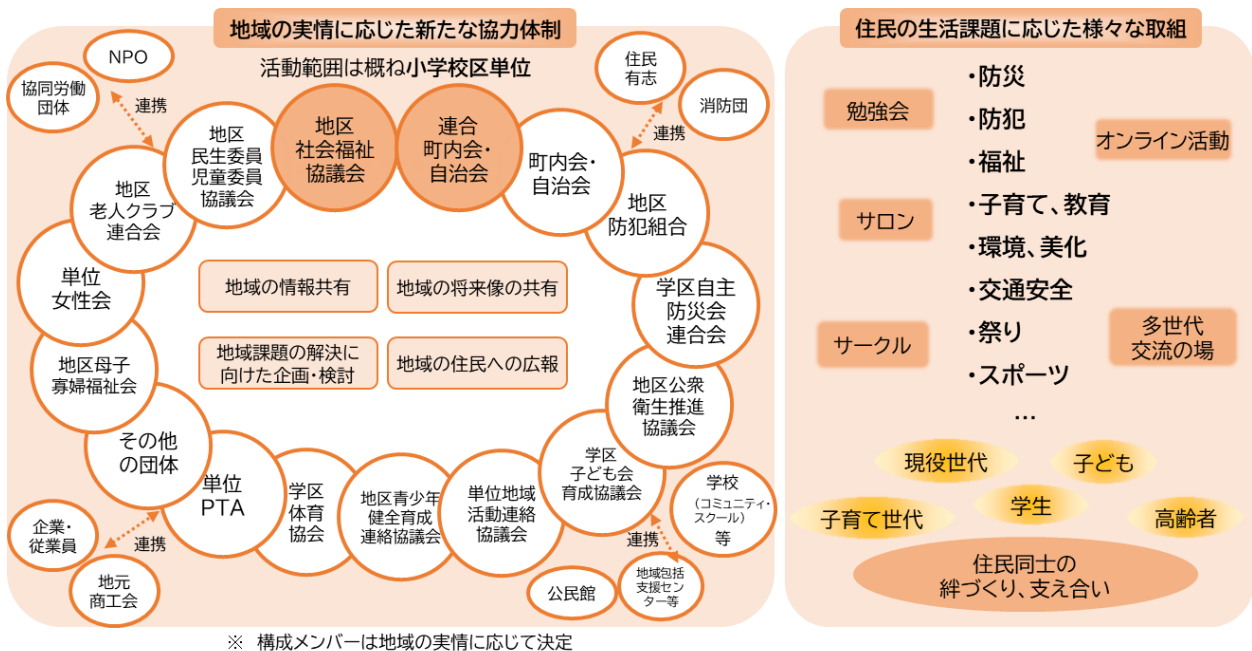 地域の実情に応じた新たな協力体制
活動範囲は概ね小学校区単位
NPO
協同労働
団体
連携
住民
有志
消防団
連携
地区
社会福祉
協議会
連合
町内会・
自治会
町内会・
自治会
地区
防犯組合
学区自主
防災会
連合会
地区公衆
衛生推進
協議会
学区
子ども会
育成協議会
単位地域
活動連絡
協議会
地区青少年
健全育成
連絡協議会
学区
体育
協会
単位
PTA
その他
の団体
地区母子
寡婦福祉会
単位
女性会
地区
老人クラブ
連合会
地区
民生委員
児童委員
協議会
地域の情報共有
地域の将来像の共有
地域課題の解決に
向けた企画・検討
地域の住民への広報
企業・
従業員
連携
地元
商工会
学校
（コミュニティ・
スクール）
等
連携
公民館
地域包括
支援セン
ター等
※ 構成メンバーは地域の実情に応じて決定
住民の生活課題に応じた様々な取組
・防災
・防犯
・福祉
・子育て、教育
・環境、美化
・交通安全
・祭り
・スポーツ
…
勉強会
サロン
サークル
オンライン活動
多世代
交流の場
現役世代
子ども
学生
子育て世代
高齢者
住民同士の
絆づくり、支え合い